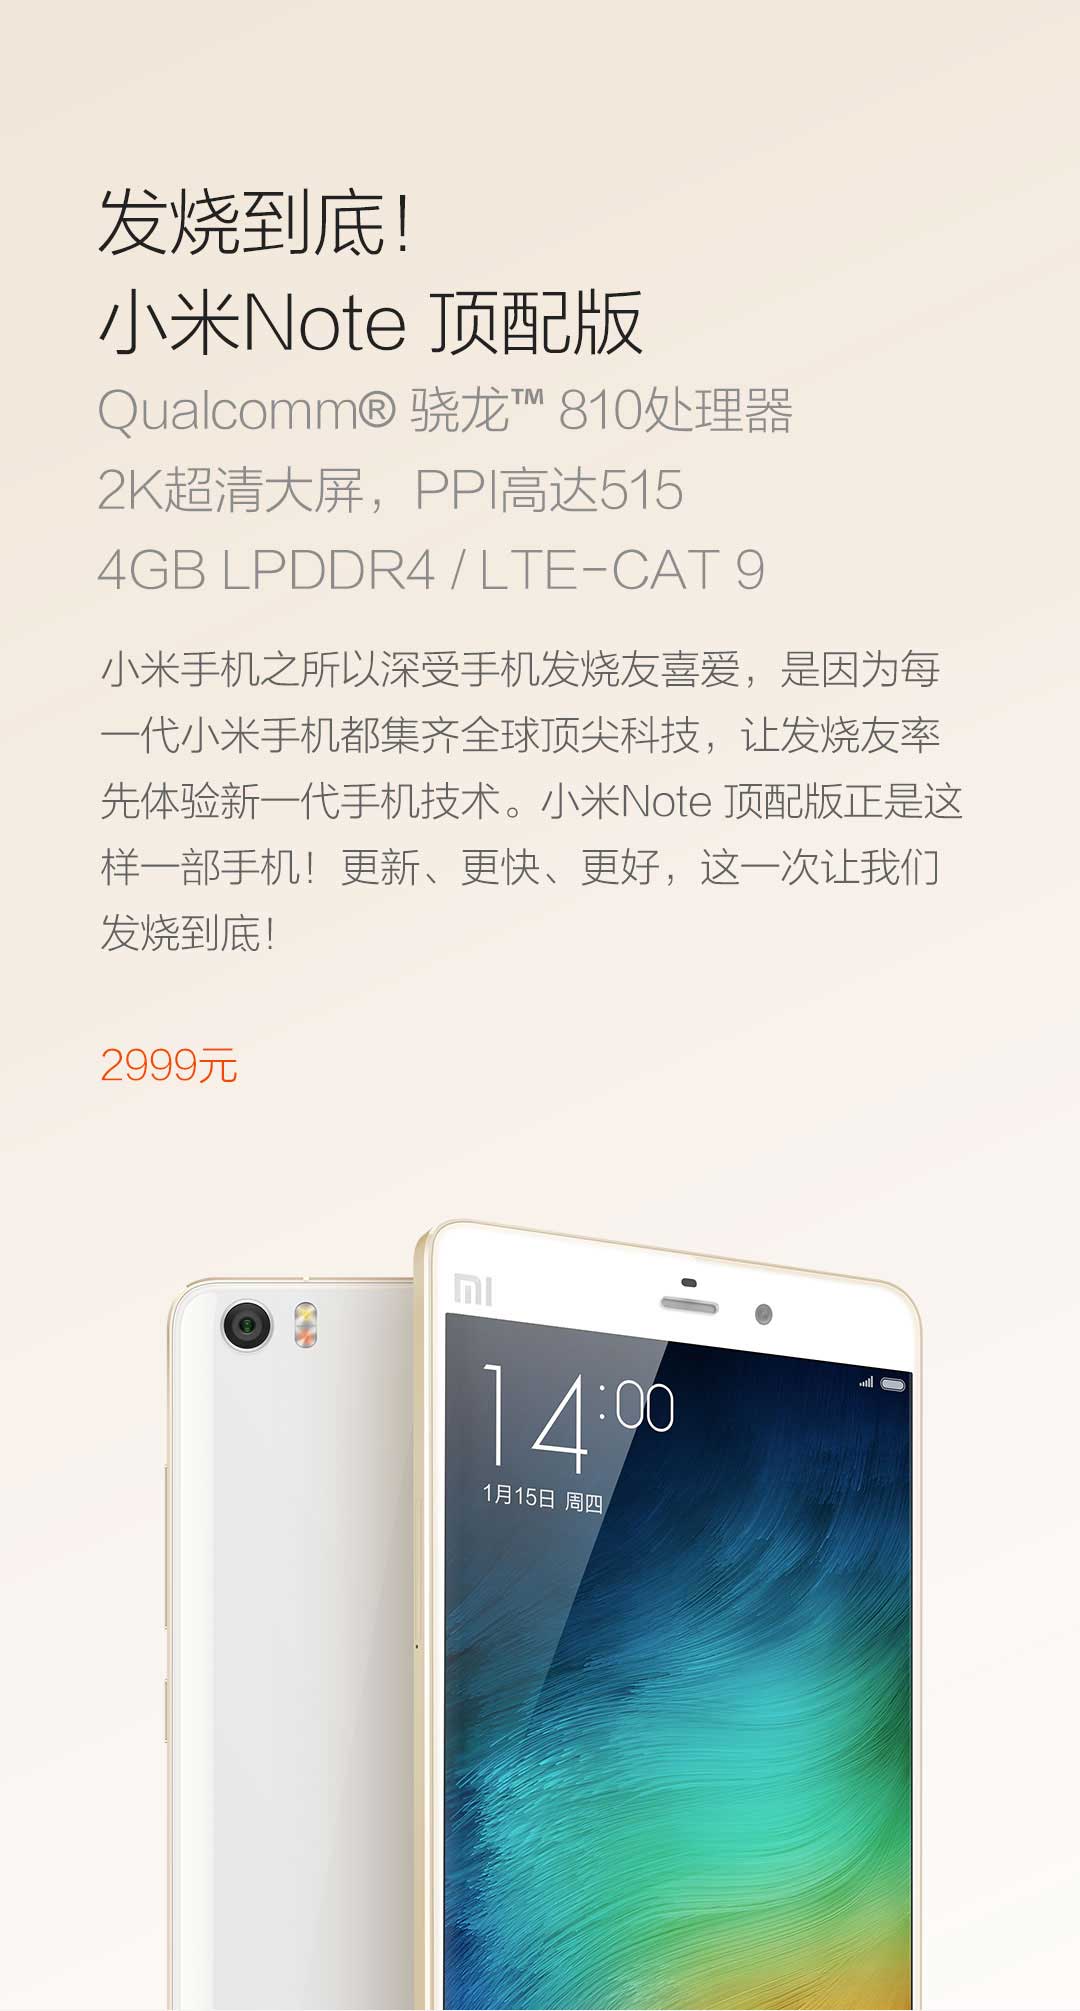 发烧到底！
小米Note 顶配版
Qualcomm® 骁龙™ 810处理器
2K超清大屏，PPI高达515
4GB LPDDR4 / LTE-CAT 9
小米手机之所以深受手机发烧友喜爱，是因为每
一代小米手机都集齐全球顶尖科技，让发烧友率
先体验新一代手机技术。小米Note 顶配版正是这
样一部手机！更新、更快、更好，这一次让我们
发烧到底！
2999元
MI
14:00
1月15日 周四